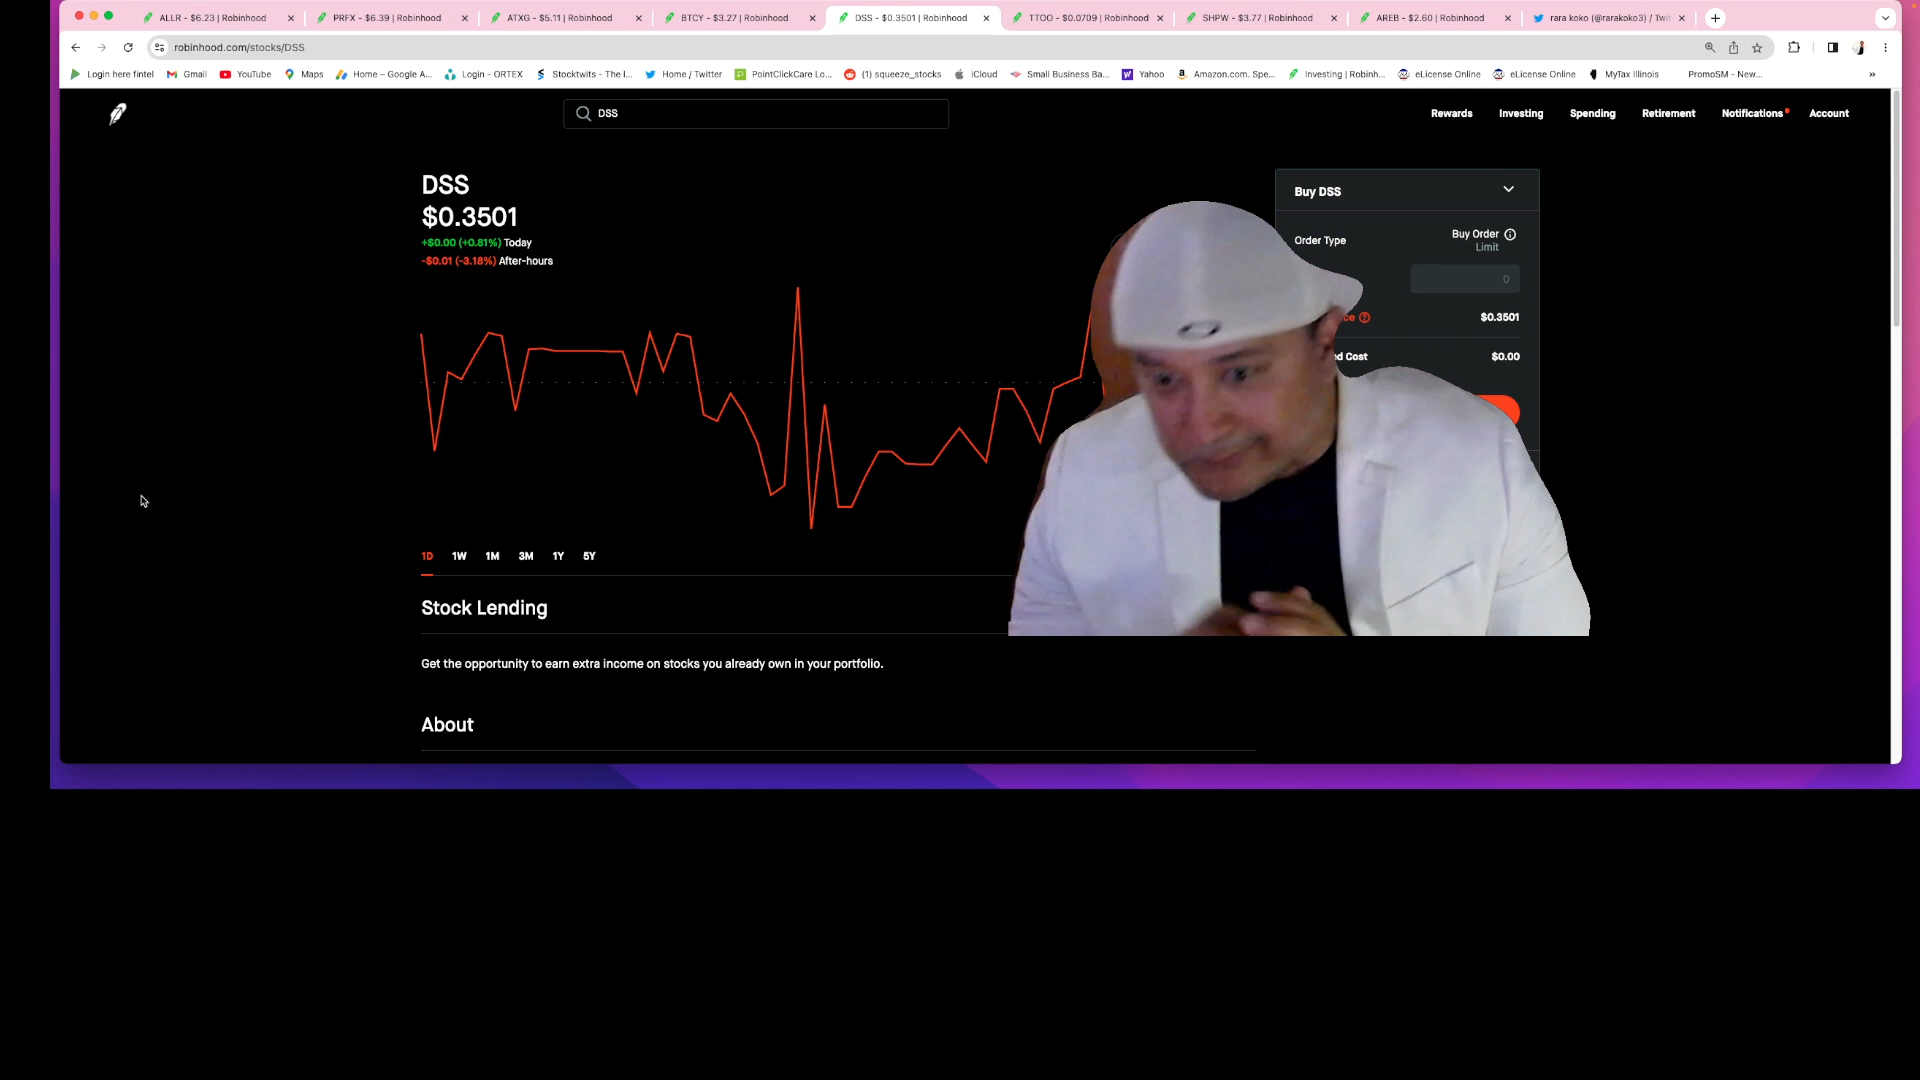 ALLR - $6.23 | Robinhood
PRFX - $6.39 | Robinhood
ATXG - $5.11 | Robinhood
BTCY - $3.27 | Robinhood
DSS - $0.3501 | Robinhood
TTOO - $0.0709 | Robinhood
SHPW - $3.77 | Robinhood
AREB - $2.60 | Robinhood
rara koko (@rarakoko3) / Twit
robinhood.com/stocks/DSS
Login here fintel
Gmail
YouTube
Maps
Home – Google A...
Login - ORTEX
Stocktwits - The l...
Home / Twitter
PointClickCare Lo...
(1) squeeze_stocks
iCloud
Small Business Ba...
Yahoo
Amazon.com. Spe...
Investing | Robinh...
eLicense Online
eLicense Online
MyTax Illinois
PromoSM - New...
»
DSS
Rewards
Investing
Spending
Retirement
Notifications
Account
DSS
$0.3501
+$0.00 (+0.81%) Today
-$0.01 (-3.18%) After-hours
Buy DSS
Order Type
Buy Order
Limit
0
$0.3501
Cost
$0.00
1D 1W 1M 3M 1Y 5Y
Stock Lending
Get the opportunity to earn extra income on stocks you already own in your portfolio.
About